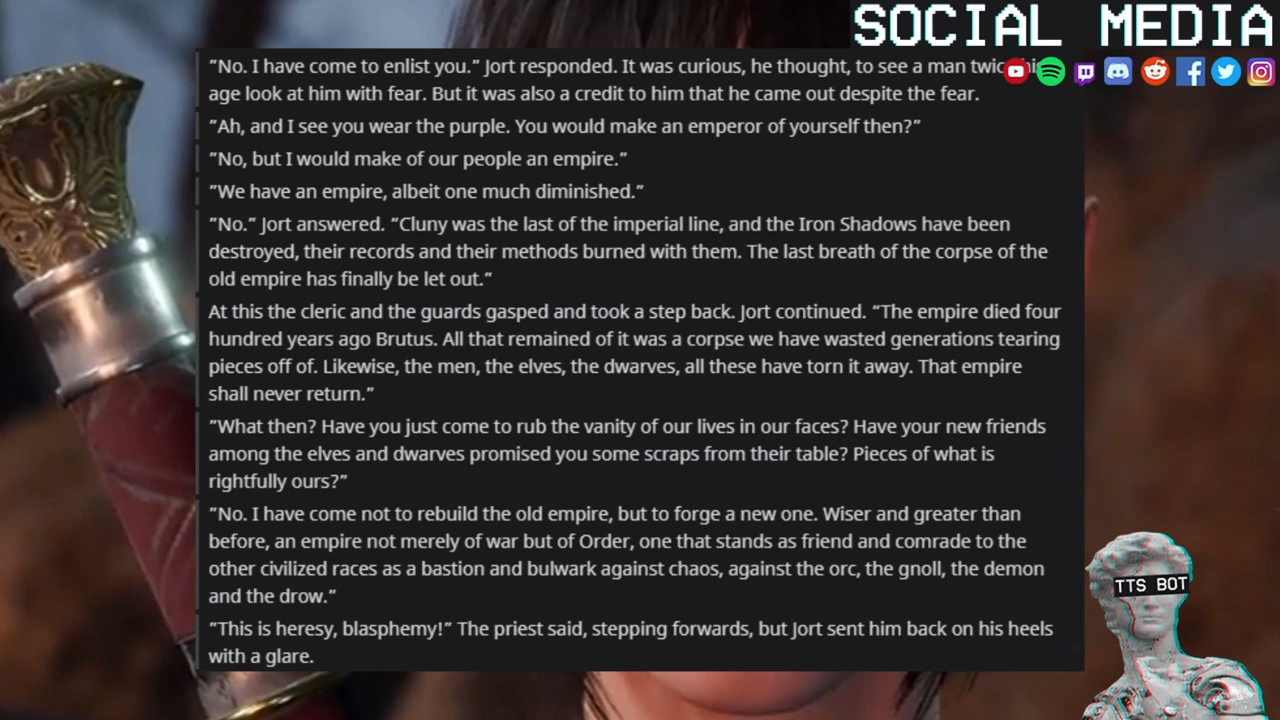 SOCIAL MEDIA
"No. I have come to enlist you." Jort responded. It was curious, he thought, to see a man twice
age look at him with fear. But it was also a credit to him that he came out despite the fear.
"Ah, and I see you wear the purple. You would make an emperor of yourself then?"
"No, but I would make of our people an empire."
"We have an empire, albeit one much diminished."
"No." Jort answered. "Cluny was the last of the imperial line, and the Iron Shadows have been
destroyed, their records and their methods burned with them. The last breath of the corpse of the
old empire has finally be let out."
At this the cleric and the guards gasped and took a step back. Jort continued. "The empire died four
hundred years ago Brutus. All that remained of it was a corpse we have wasted generations tearing
pieces off of. Likewise, the men, the elves, the dwarves, all these have torn it away. That empire
shall never return."
"What then? Have you just come to rub the vanity of our lives in our faces? Have your new friends
among the elves and dwarves promised you some scraps from their table? Pieces of what is
rightfully ours?"
"No. I have come not to rebuild the old empire, but to forge a new one. Wiser and greater than
before, an empire not merely of war but of Order, one that stands as friend and comrade to the
other civilized races as a bastion and bulwark against chaos, against the orc, the gnoll, the demon
and the drow."
"This is heresy, blasphemy!" The priest said, stepping forwards, but Jort sent him back on his heels
with a glare.
TTS BOT